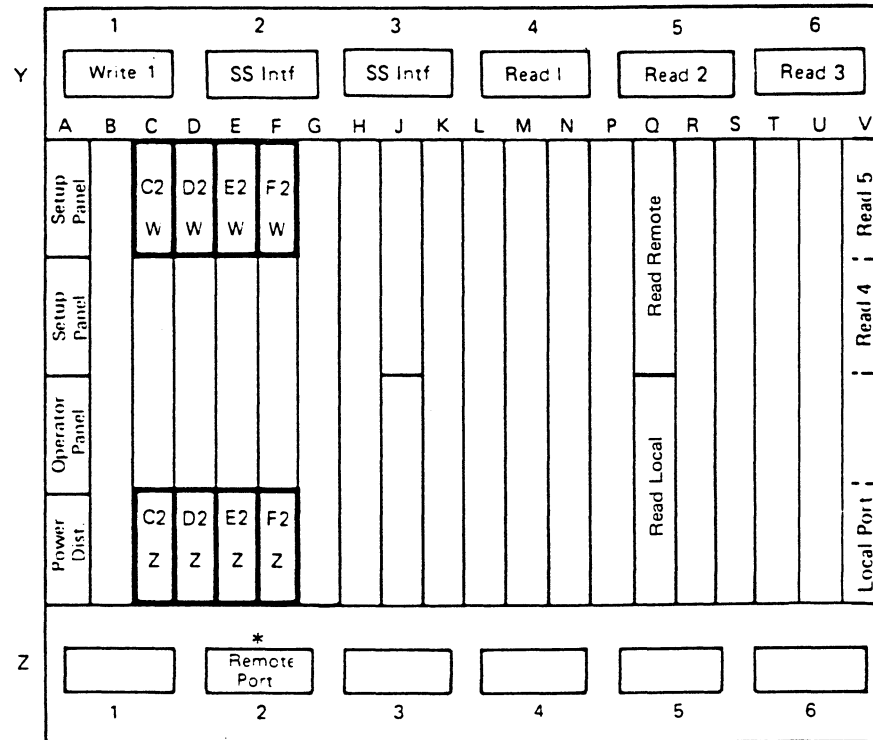 1 2 3 4 5 6
Y Write 1 SS Intf SS Intf Read 1 Read 2 Read 3
A B C D E F G H J K L M N P Q R S T U V
Setup Panel
C2 D2 E2 F2
W W W W
Read Remote
Read 5
Setup Panel
Read 4
Operator Panel
Read Local
Power Dist.
C2 D2 E2 F2
Z Z Z Z
Local Port
*
Z Remote
Port
1 2 3 4 5 6